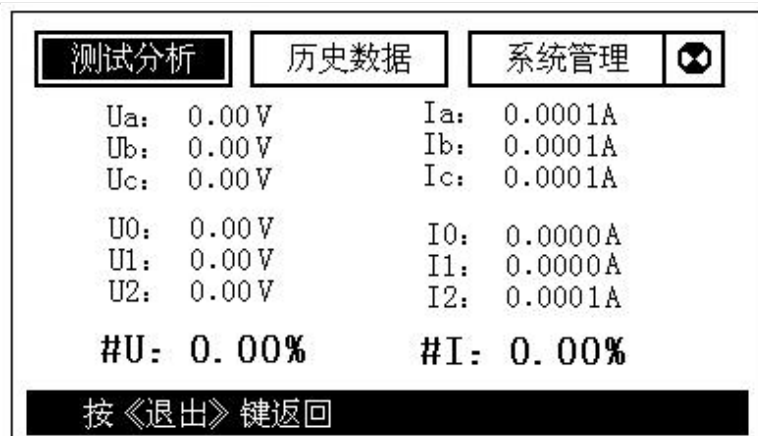 测试分析 历史数据 系统管理
Ua: 0.00V Ia: 0.0001A
Ub: 0.00V Ib: 0.0001A
Uc: 0.00V Ic: 0.0001A
U0: 0.00V I0: 0.0000A
U1: 0.00V I1: 0.0000A
U2: 0.00V I2: 0.0001A
#U: 0.00% #I: 0.00%
按《退出》键返回